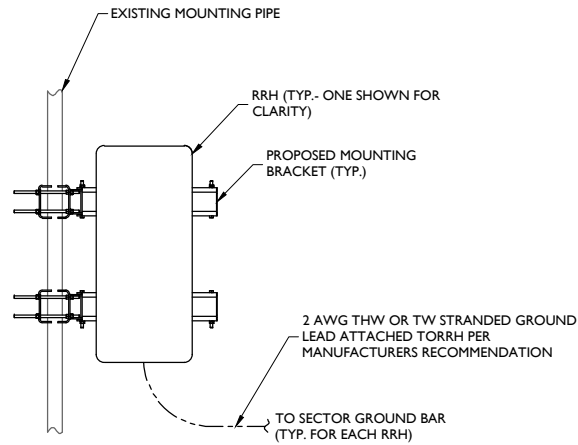 EXISTING MOUNTING PIPE
RRH (TYP.- ONE SHOWN FOR
CLARITY)
PROPOSED MOUNTING
BRACKET (TYP.)
2 AWG THW OR TW STRANDED GROUND
LEAD ATTACHED TORRH PER
MANUFACTURERS RECOMMENDATION
TO SECTOR GROUND BAR
(TYP. FOR EACH RRH)